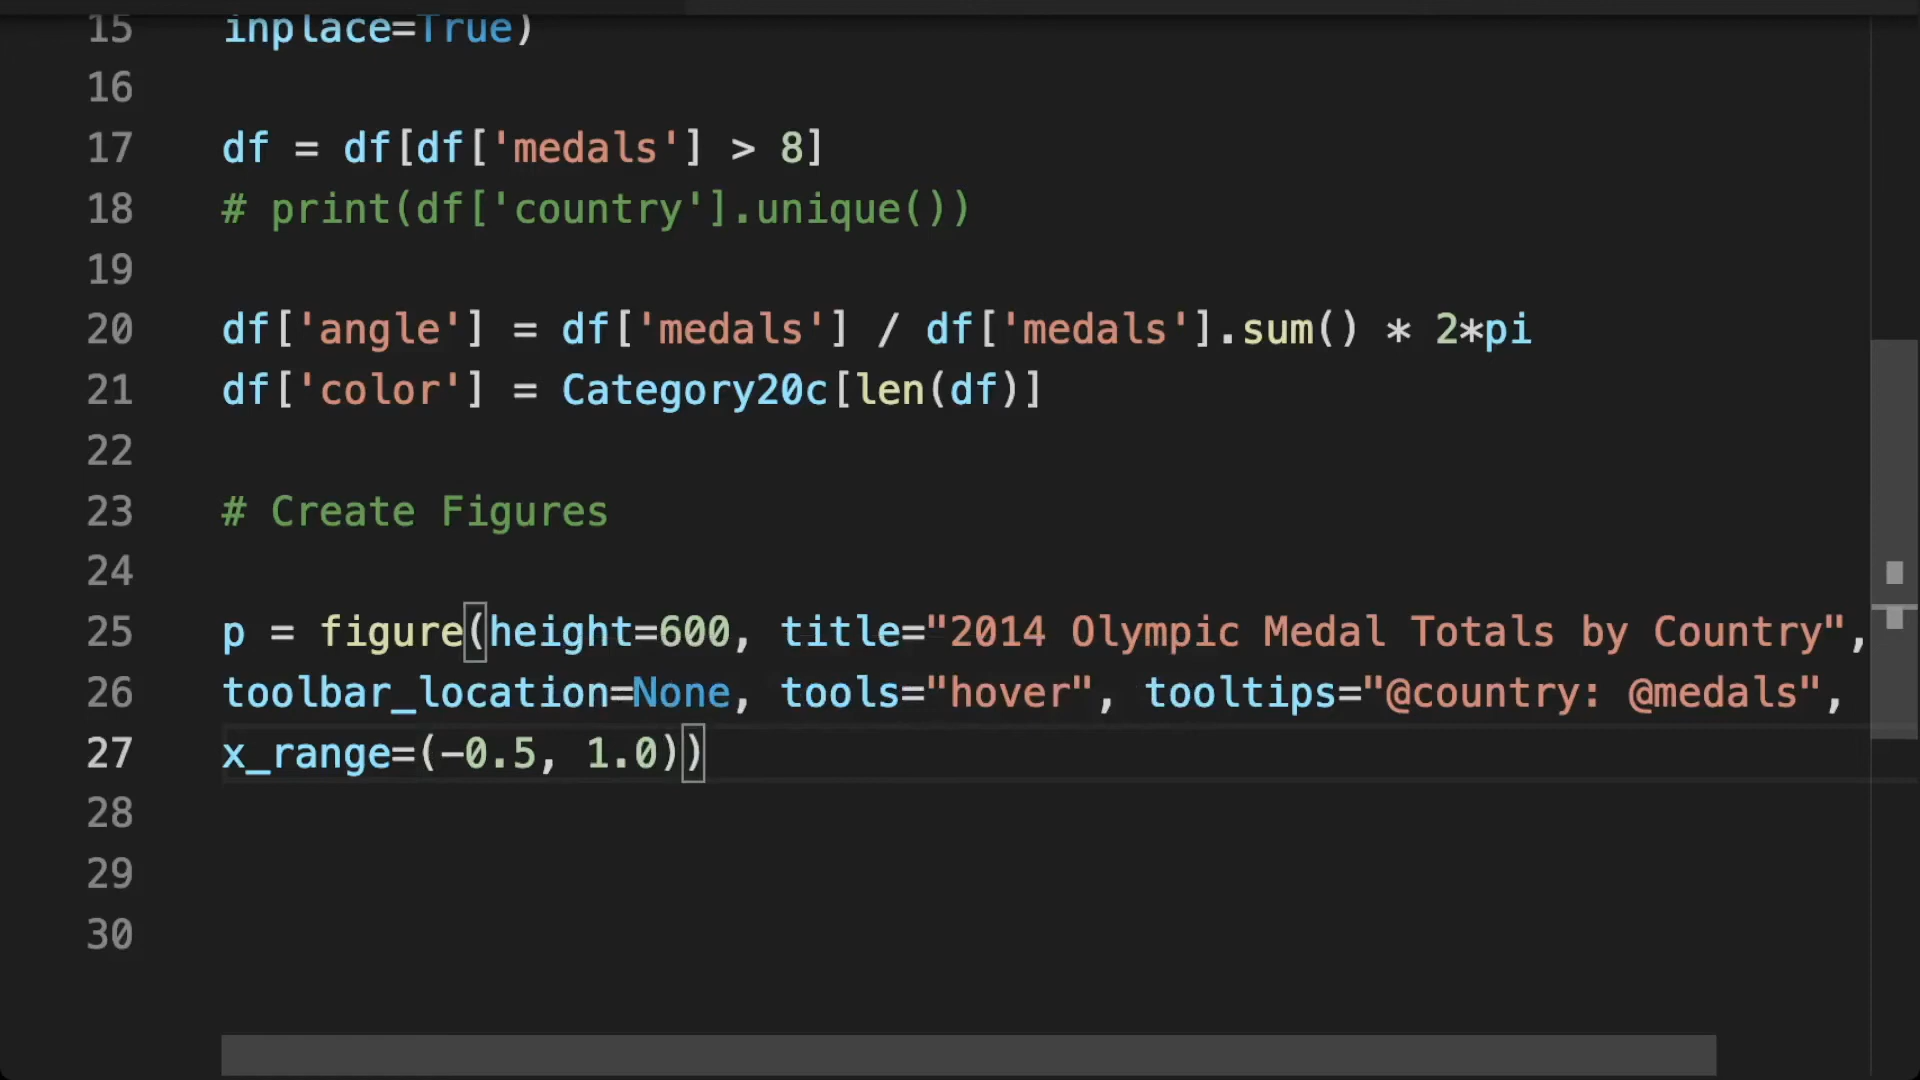 15 inplace=True)
16
17 df = df[df['medals'] > 8]
18 # print(df['country'].unique())
19
20 df['angle'] = df['medals'] / df['medals'].sum() * 2*pi
21 df['color'] = Category20c[len(df)]
22
23 # Create Figures
24
25 p = figure(height=600, title="2014 Olympic Medal Totals by Country",
26 toolbar_location=None, tools="hover", tooltips="@country: @medals",
27 x_range=(-0.5, 1.0))
28
29
30